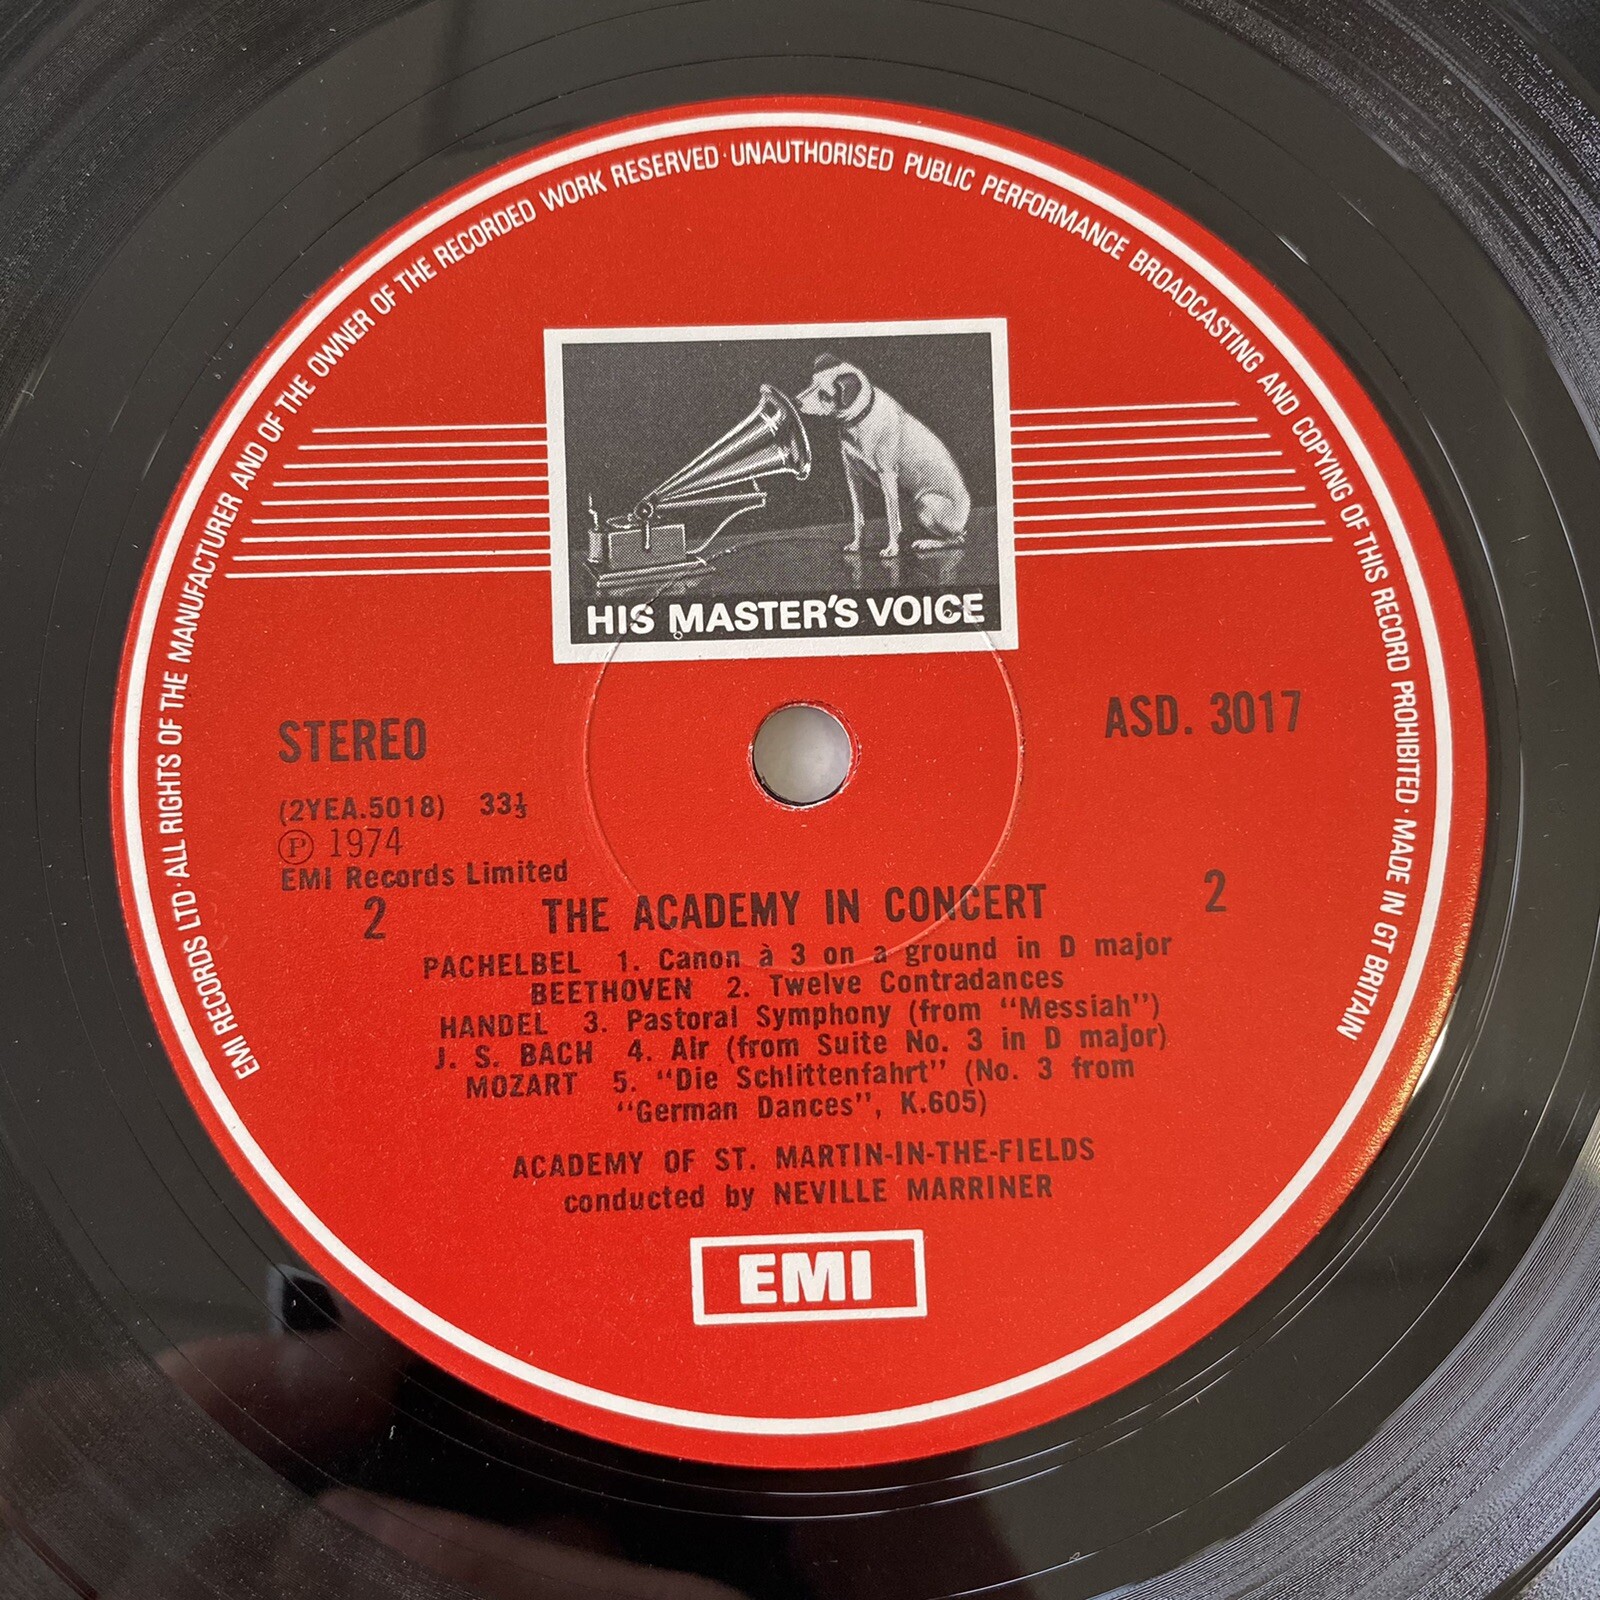 EMI RECORDS LTD · ALL RIGHTS OF THE MANUFACTURER AND OF THE OWNER OF THE RECORDED WORK RESERVED · UNAUTHORISED PUBLIC PERFORMANCE BROADCASTING AND COPYING OF THIS RECORD PROHIBITED · MADE IN GT BRITAIN
HIS MASTER'S VOICE
STEREO
ASD. 3017
(2YEA.5018) 33⅓
Ⓟ 1974
EMI Records Limited
2 THE ACADEMY IN CONCERT 2
PACHELBEL 1. Canon à 3 on a ground in D major
BEETHOVEN 2. Twelve Contradances
HANDEL 3. Pastoral Symphony (from "Messiah")
J. S. BACH 4. Air (from Suite No. 3 in D major)
MOZART 5. "Die Schlittenfahrt" (No. 3 from
"German Dances", K.605)
ACADEMY OF ST. MARTIN-IN-THE-FIELDS
conducted by NEVILLE MARRINER
EMI